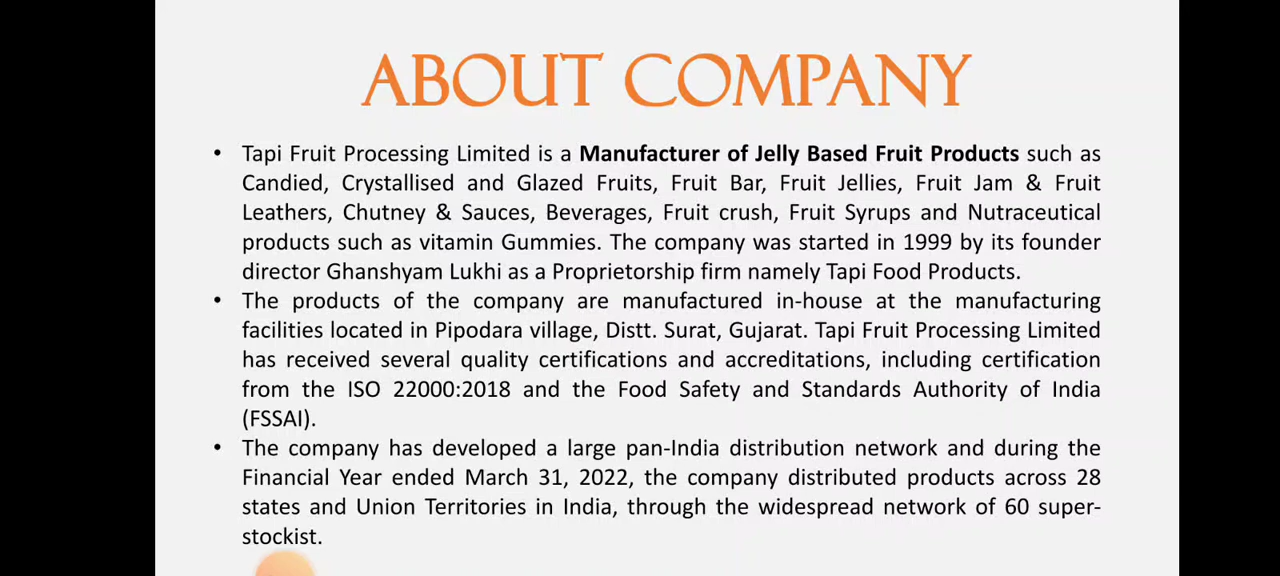 ABOUT COMPANY
• Tapi Fruit Processing Limited is a Manufacturer of Jelly Based Fruit Products such as
Candied, Crystallised and Glazed Fruits, Fruit Bar, Fruit Jellies, Fruit Jam & Fruit
Leathers, Chutney & Sauces, Beverages, Fruit crush, Fruit Syrups and Nutraceutical
products such as vitamin Gummies. The company was started in 1999 by its founder
director Ghanshyam Lukhi as a Proprietorship firm namely Tapi Food Products.
• The products of the company are manufactured in-house at the manufacturing
facilities located in Pipodara village, Distt. Surat, Gujarat. Tapi Fruit Processing Limited
has received several quality certifications and accreditations, including certification
from the ISO 22000:2018 and the Food Safety and Standards Authority of India
(FSSAI).
• The company has developed a large pan-India distribution network and during the
Financial Year ended March 31, 2022, the company distributed products across 28
states and Union Territories in India, through the widespread network of 60 super-
stockist.